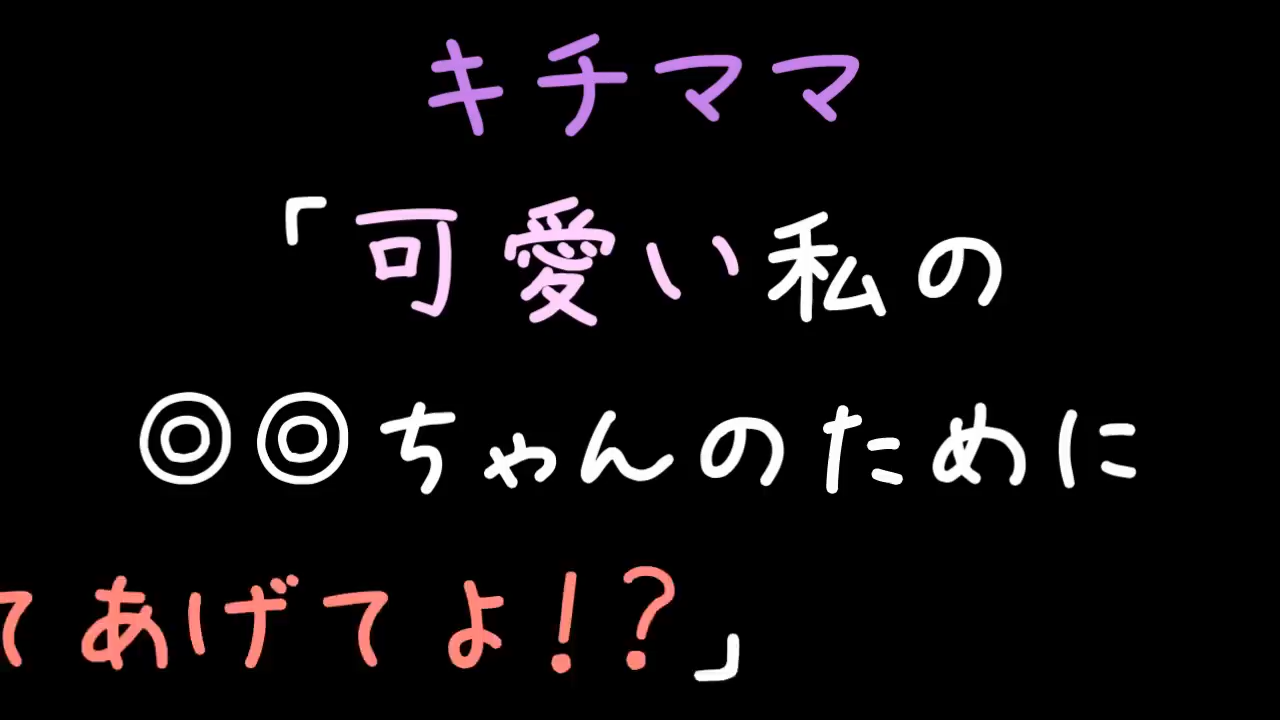 キチママ
「可愛い私の
◎◎ちゃんのために
てあげてよ!?」